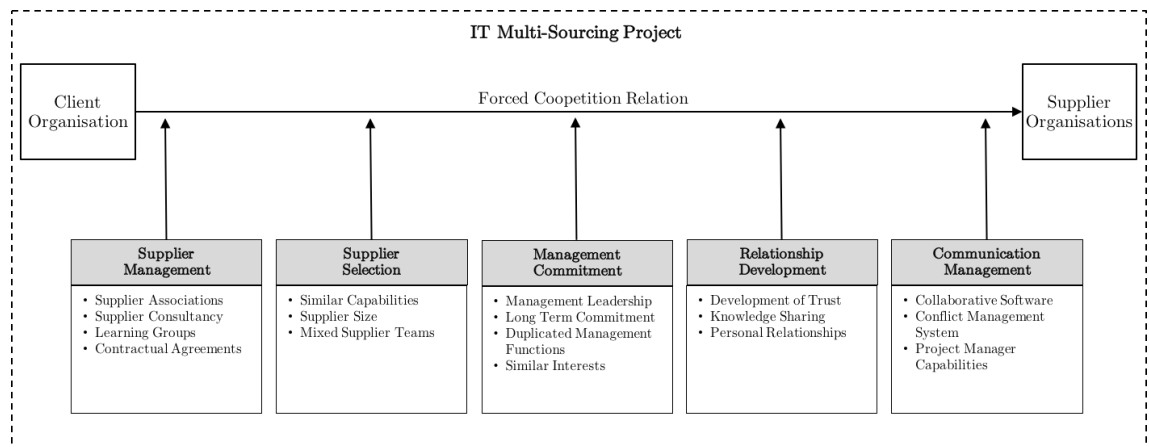 IT Multi-Sourcing Project
Client
Organisation
Forced Coopetition Relation
Supplier
Organisations
Supplier
Management
• Supplier Associations
• Supplier Consultancy
• Learning Groups
• Contractual Agreements
Supplier
Selection
• Similar Capabilities
• Supplier Size
• Mixed Supplier Teams
Management
Commitment
• Management Leadership
• Long Term Commitment
• Duplicated Management
Functions
• Similar Interests
Relationship
Development
• Development of Trust
• Knowledge Sharing
• Personal Relationships
Communication
Management
• Collaborative Software
• Conflict Management
System
• Project Manager
Capabilities